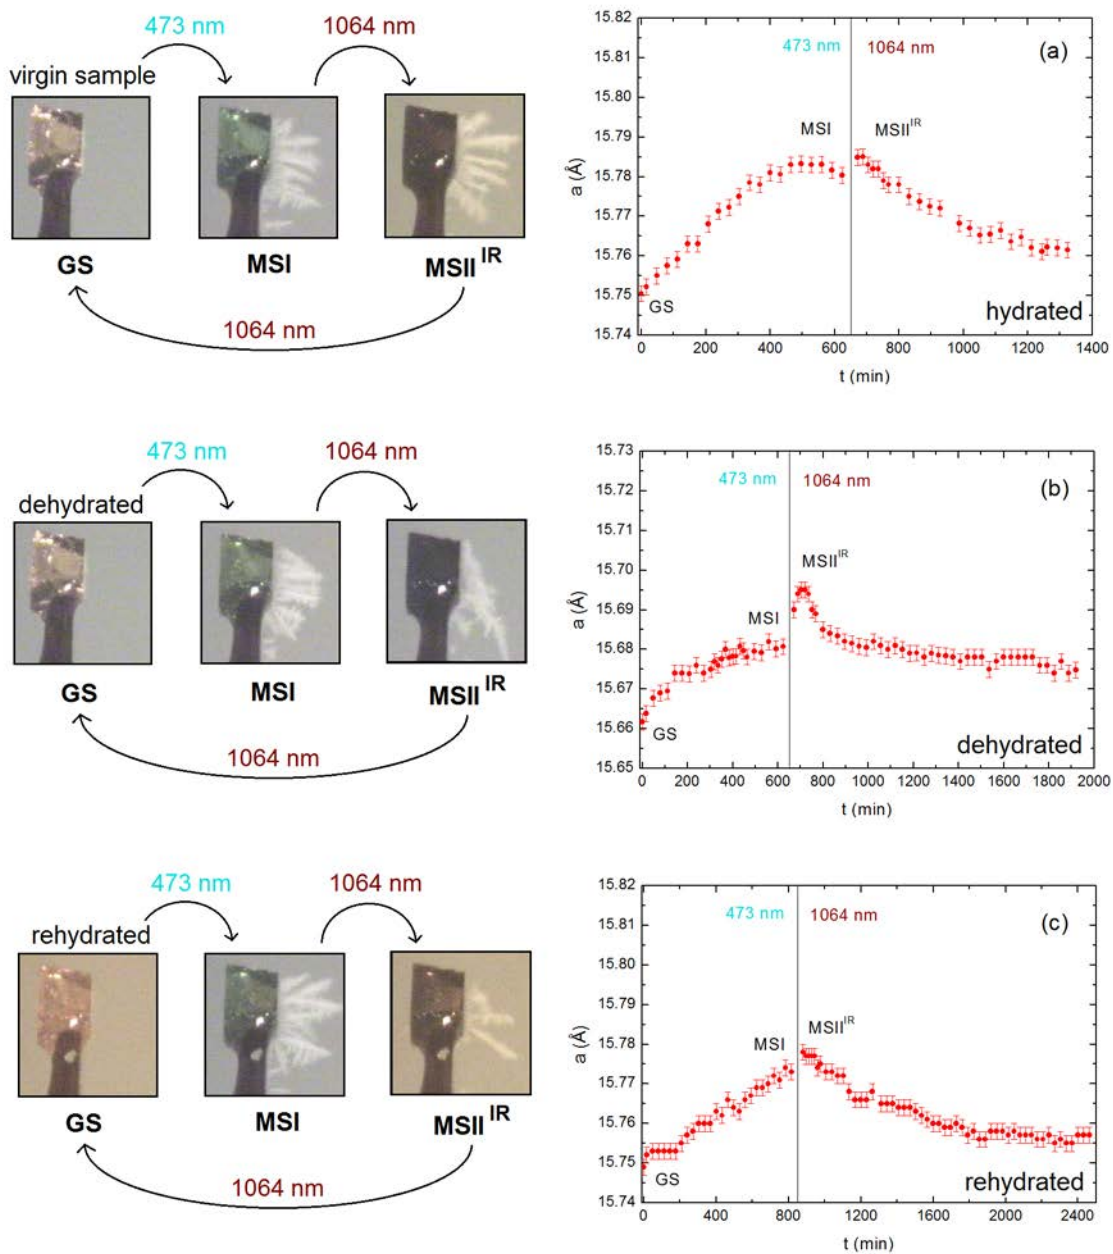 473 nm
1064 nm
virgin sample
GS
MSI
MSII IR
1064 nm
15.82
15.81
15.80
15.79
15.78
15.77
15.76
15.75
15.74
a (Å)
473 nm
1064 nm
(a)
MSI
MSII IR
GS
hydrated
0 200 400 600 800 1000 1200 1400
t (min)
473 nm
1064 nm
dehydrated
GS
MSI
MSII IR
1064 nm
15.73
15.72
15.71
15.70
15.69
15.68
15.67
15.66
15.65
a (Å)
473 nm
1064 nm
(b)
MSII IR
MSI
GS
dehydrated
0 200 400 600 800 1000 1200 1400 1600 1800 2000
t (min)
473 nm
1064 nm
rehydrated
GS
MSI
MSII IR
1064 nm
15.82
15.81
15.80
15.79
15.78
15.77
15.76
15.75
15.74
a (Å)
473 nm
1064 nm
(c)
MSI
MSII IR
GS
rehydrated
0 400 800 1200 1600 2000 2400
t (min)